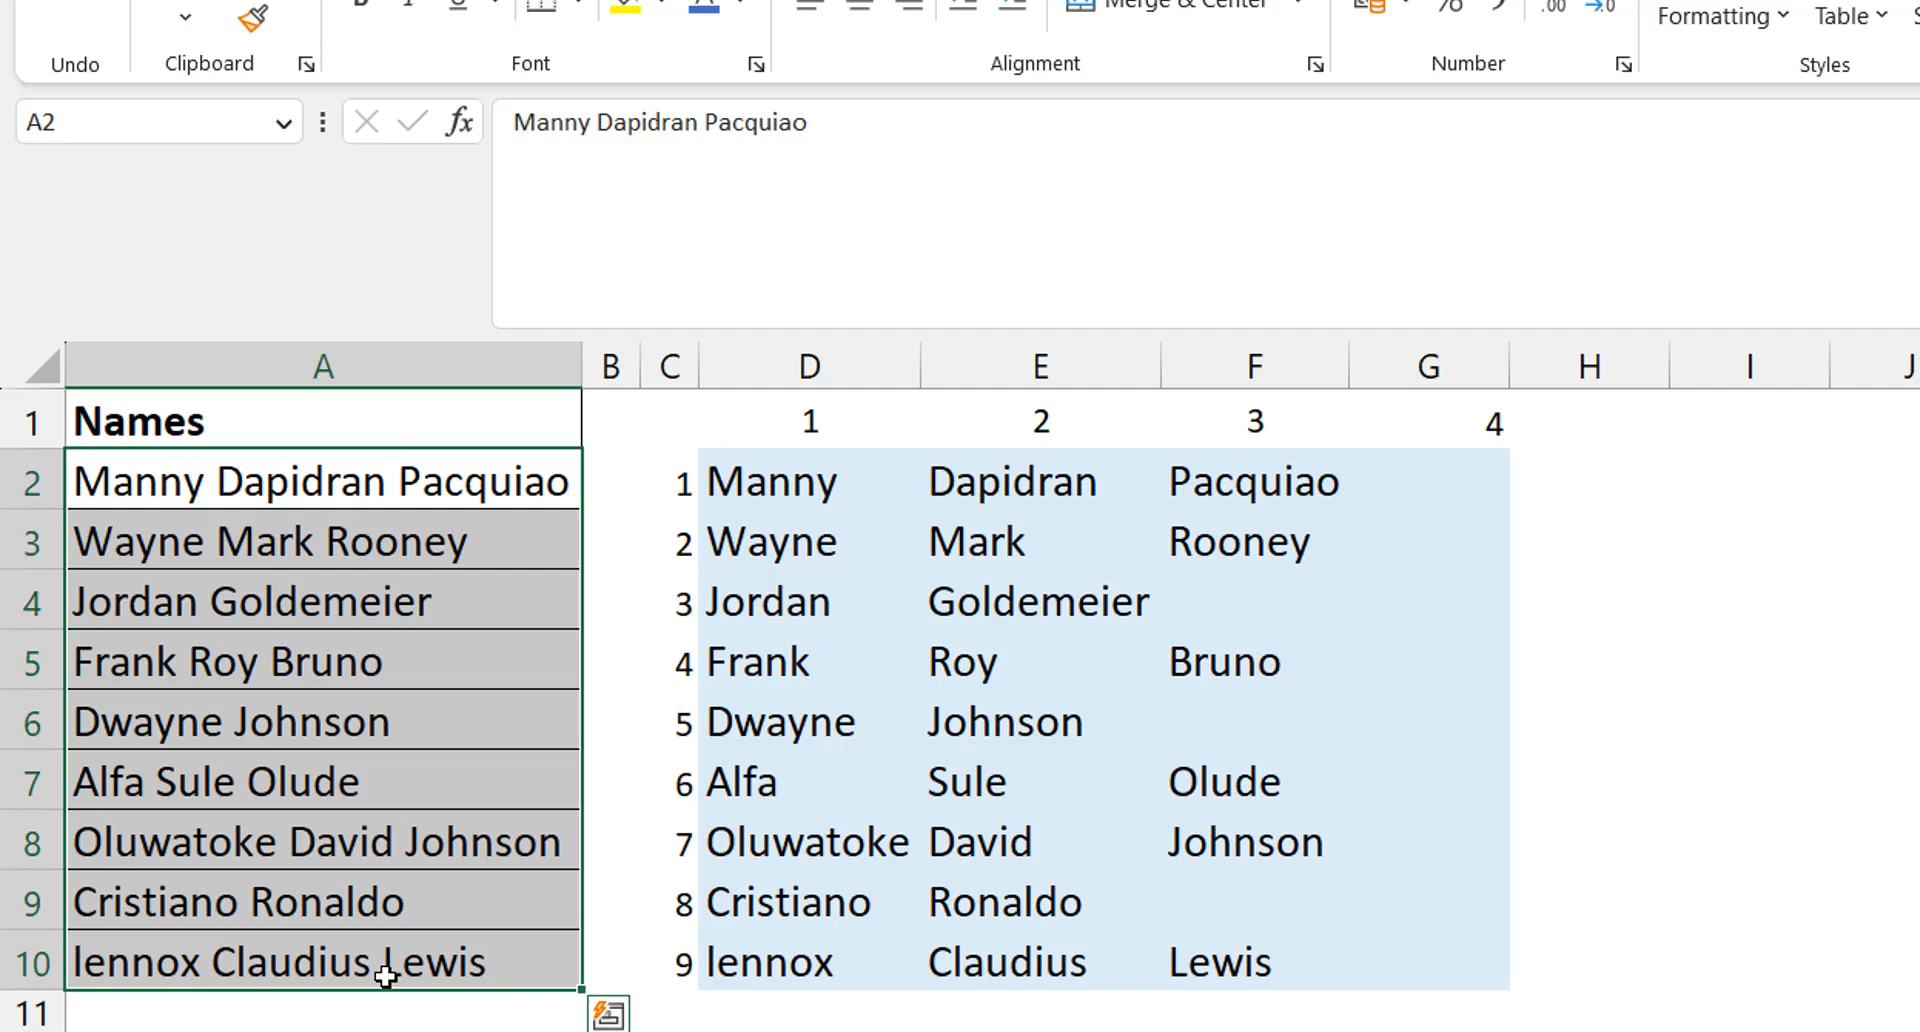 Merge & Center
.00
Formatting Table
Undo Clipboard Font Alignment Number Styles
A2 fx Manny Dapidran Pacquiao
A B C D E F G H I J
1 Names 1 2 3 4
2 Manny Dapidran Pacquiao 1 Manny Dapidran Pacquiao
3 Wayne Mark Rooney 2 Wayne Mark Rooney
4 Jordan Goldemeier 3 Jordan Goldemeier
5 Frank Roy Bruno 4 Frank Roy Bruno
6 Dwayne Johnson 5 Dwayne Johnson
7 Alfa Sule Olude 6 Alfa Sule Olude
8 Oluwatoke David Johnson 7 Oluwatoke David Johnson
9 Cristiano Ronaldo 8 Cristiano Ronaldo
10 lennox Claudius Lewis 9 lennox Claudius Lewis
11